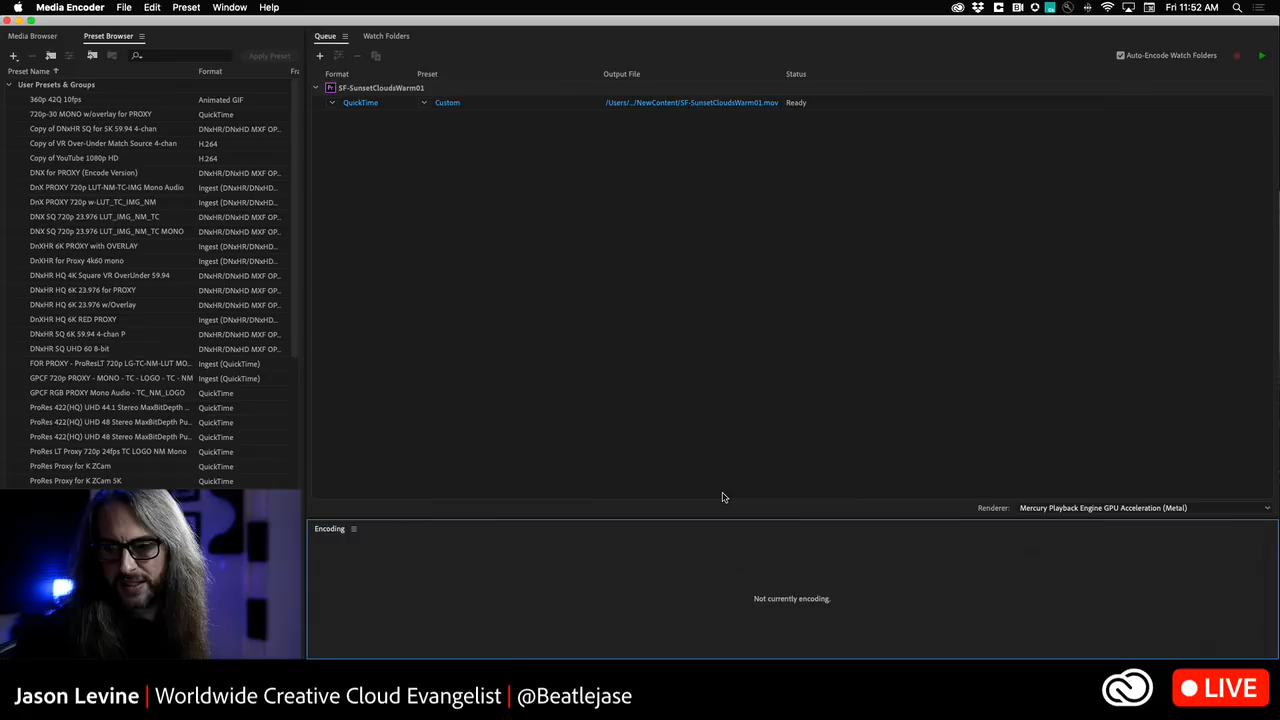 Media Encoder File Edit Preset Window Help Fri 11:52 AM
Media Browser Preset Browser
Apply Preset
Preset Name Format Fra
User Presets & Groups
360p 42Q 10fps Animated GIF
720p-30 MONO w/overlay for PROXY QuickTime
Copy of DNxHR SQ for SK 59.94 4-chan DNxHR/DNxHD MXF OP...
Copy of VR Over-Under Match Source 4-chan H.264
Copy of YouTube 1080p HD H.264
DNX for PROXY (Encode Version) DNxHR/DNxHD MXF OP...
DnX PROXY 720p LUT-NM-TC-IMG Mono Audio Ingest (DNxHR/DNxHD...
DnX PROXY 720p w-LUT_TC_IMG_NM Ingest (DNxHR/DNxHD...
DNX SQ 720p 23.976 LUT_IMG_NM_TC DNxHR/DNxHD MXF OP...
DNX SQ 720p 23.976 LUT_IMG_NM_TC MONO DNxHR/DNxHD MXF OP...
DnXHR 6K PROXY with OVERLAY Ingest (DNxHR/DNxHD...
DnxHR for Proxy 4k60 mono Ingest (DNxHR/DNxHD...
DNxHR HQ 4K Square VR OverUnder 59.94 DNxHR/DNxHD MXF OP...
DNxHR HQ 6K 23.976 for PROXY DNxHR/DNxHD MXF OP...
DNxHR HQ 6K 23.976 w/Overlay DNxHR/DNxHD MXF OP...
DNxHR HQ 6K RED PROXY Ingest (DNxHR/DNxHD...
DNxHR SQ 6K 59.94 4-chan P DNxHR/DNxHD MXF OP...
DNxHR SQ UHD 60 8-bit DNxHR/DNxHD MXF OP...
FOR PROXY - ProResLT 720p LG-TC-NM-LUT MO... Ingest (QuickTime)
GPCF 720p PROXY - MONO - TC - LOGO - TC - NM Ingest (QuickTime)
GPCF RGB PROXY Mono Audio - TC_NM_LOGO QuickTime
ProRes 422(HQ) UHD 44.1 Stereo MaxBitDepth ... QuickTime
ProRes 422(HQ) UHD 48 Stereo MaxBitDepth Pu... QuickTime
ProRes 422(HQ) UHD 48 Stereo MaxBitDepth Pu... QuickTime
ProRes LT Proxy 720p 24fps TC LOGO NM Mono QuickTime
ProRes Proxy for K ZCam QuickTime
ProRes Proxy for K ZCam 5K QuickTime
Queue Watch Folders
Auto-Encode Watch Folders
Format Preset Output File Status
Pr SF-SunsetCloudsWarm01
QuickTime Custom /Users/.../NewContent/SF-SunsetCloudsWarm01.mov Ready
Renderer: Mercury Playback Engine GPU Acceleration (Metal)
Encoding
Not currently encoding.
Jason Levine | Worldwide Creative Cloud Evangelist | @Beatlejase
LIVE